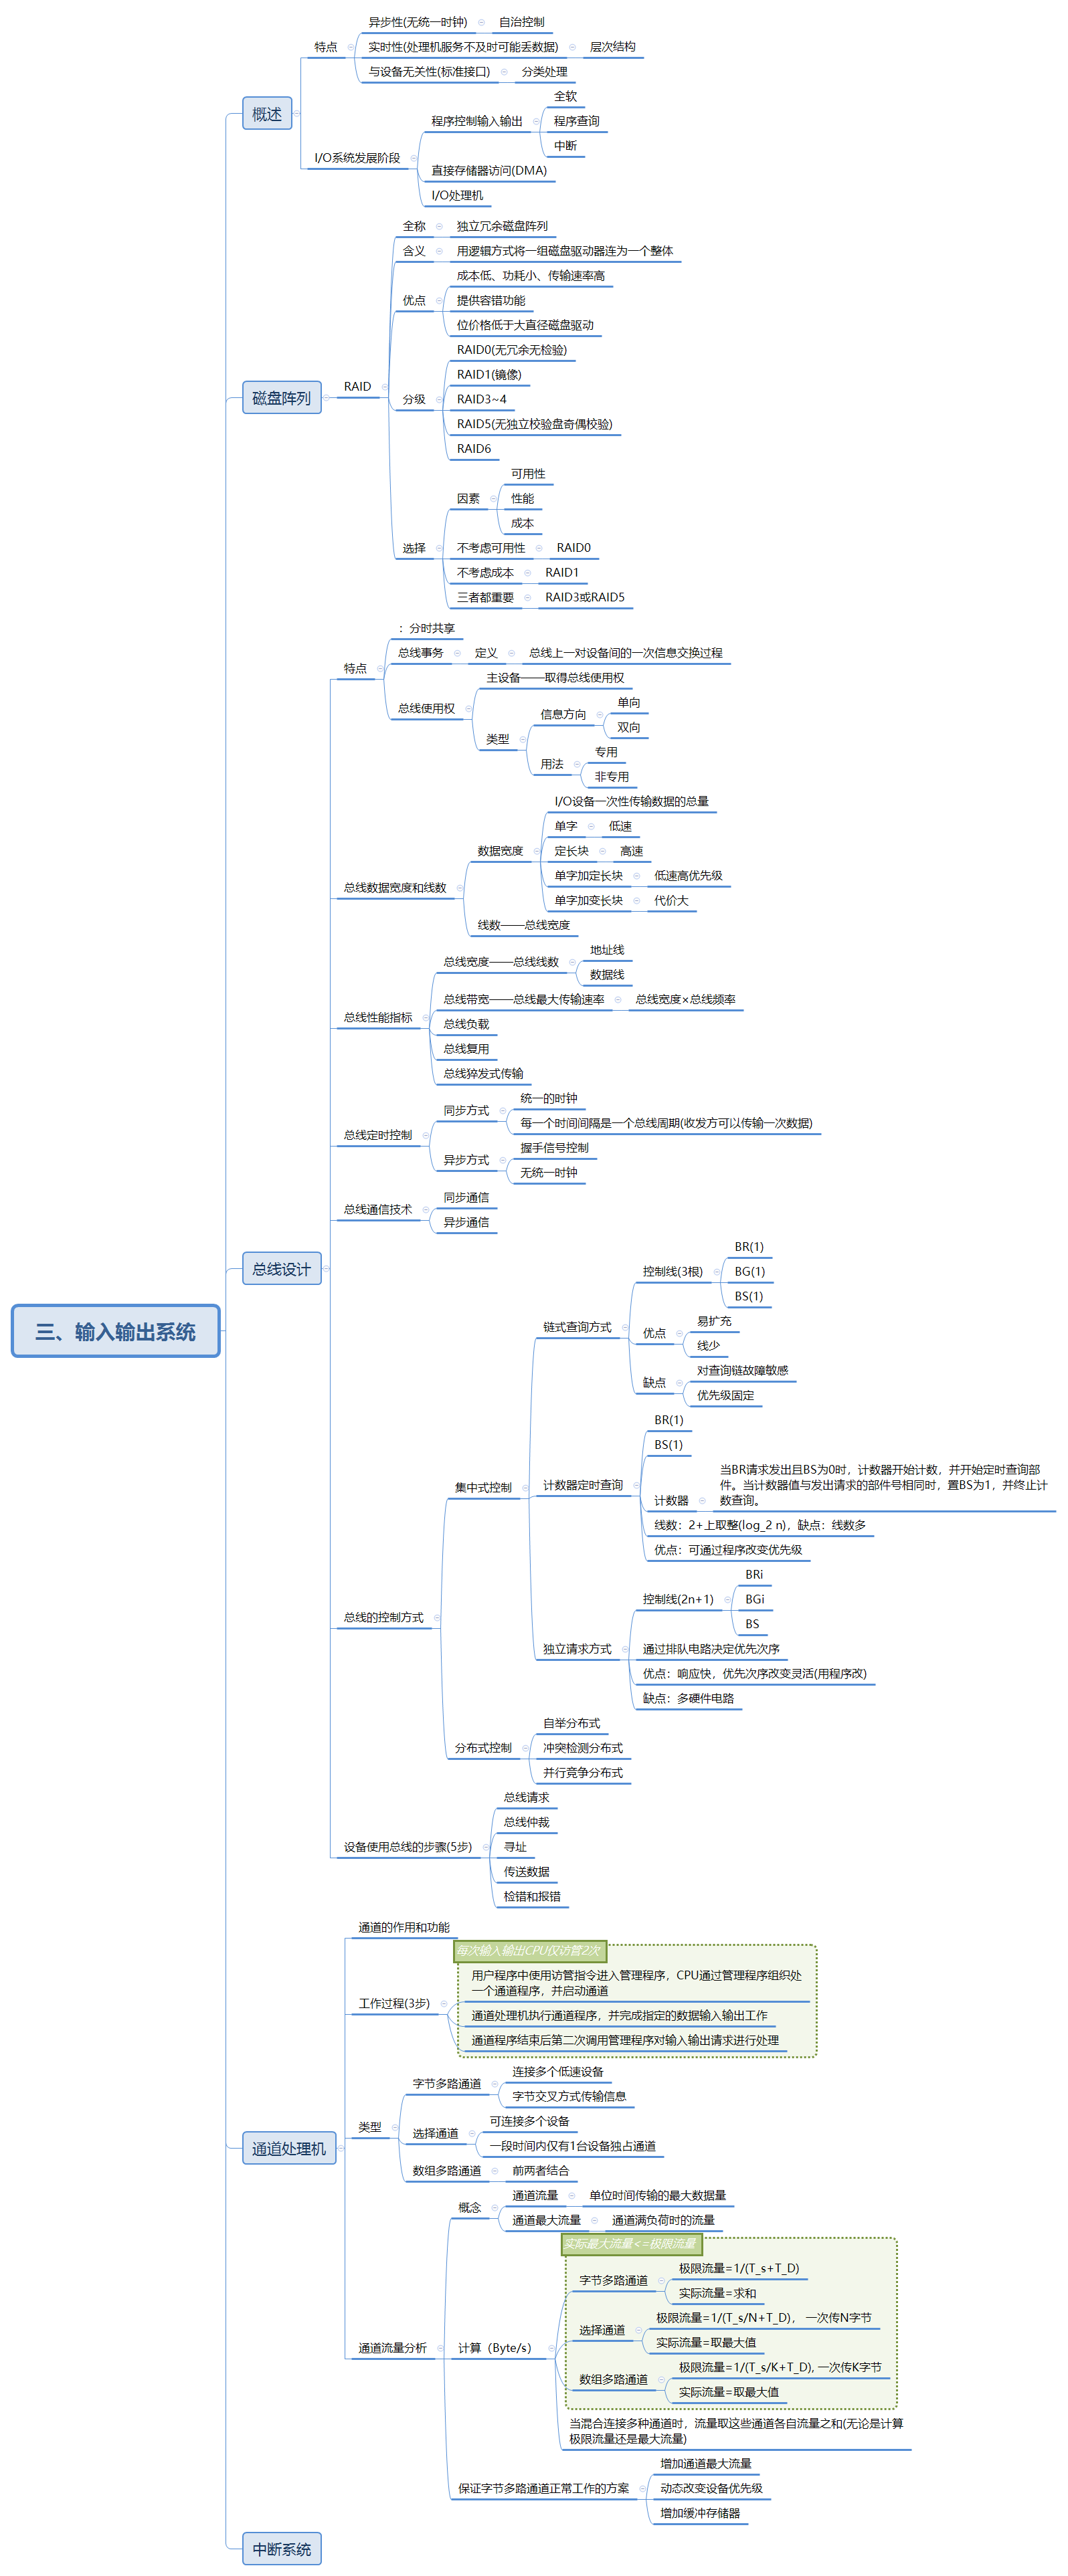 三、输入输出系统
概述
特点
异步性(无统一时钟)
自治控制
实时性(处理机服务不及时可能丢数据)
层次结构
与设备无关性(标准接口)
分类处理
I/O系统发展阶段
程序控制输入输出
全软
程序查询
中断
直接存储器访问(DMA)
I/O处理机
磁盘阵列
RAID
全称
独立冗余磁盘阵列
含义
用逻辑方式将一组磁盘驱动器连为一个整体
优点
成本低、功耗小、传输速率高
提供容错功能
位价格低于大直径磁盘驱动
分级
RAID0(无冗余无检验)
RAID1(镜像)
RAID3~4
RAID5(无独立校验盘奇偶校验)
RAID6
选择
因素
可用性
性能
成本
不考虑可用性
RAID0
不考虑成本
RAID1
三者都重要
RAID3或RAID5
总线设计
特点
：分时共享
总线事务
定义
总线上一对设备间的一次信息交换过程
总线使用权
主设备——取得总线使用权
类型
信息方向
单向
双向
用法
专用
非专用
总线数据宽度和线数
数据宽度
I/O设备一次性传输数据的总量
单字
低速
定长块
高速
单字加定长块
低速高优先级
单字加变长块
代价大
线数——总线宽度
总线性能指标
总线宽度——总线线数
地址线
数据线
总线带宽——总线最大传输速率
总线宽度×总线频率
总线负载
总线复用
总线猝发式传输
总线定时控制
同步方式
统一的时钟
每一个时间间隔是一个总线周期(收发方可以传输一次数据)
异步方式
握手信号控制
无统一时钟
总线通信技术
同步通信
异步通信
总线的控制方式
集中式控制
链式查询方式
控制线(3根)
BR(1)
BG(1)
BS(1)
优点
易扩充
线少
缺点
对查询链故障敏感
优先级固定
计数器定时查询
BR(1)
BS(1)
计数器
当BR请求发出且BS为0时，计数器开始计数，并开始定时查询部
件。当计数器值与发出请求的部件号相同时，置BS为1，并终止计
数查询。
线数：2+上取整(log_2 n)，缺点：线数多
优点：可通过程序改变优先级
独立请求方式
控制线(2n+1)
BRi
BGi
BS
通过排队电路决定优先次序
优点：响应快，优先次序改变灵活(用程序改)
缺点：多硬件电路
分布式控制
自举分布式
冲突检测分布式
并行竞争分布式
设备使用总线的步骤(5步)
总线请求
总线仲裁
寻址
传送数据
检错和报错
通道处理机
通道的作用和功能
工作过程(3步)
每次输入输出CPU仅访管2次
用户程序中使用访管指令进入管理程序，CPU通过管理程序组织处
一个通道程序，并启动通道
通道处理机执行通道程序，并完成指定的数据输入输出工作
通道程序结束后第二次调用管理程序对输入输出请求进行处理
类型
字节多路通道
连接多个低速设备
字节交叉方式传输信息
选择通道
可连接多个设备
一段时间内仅有1台设备独占通道
数组多路通道
前两者结合
通道流量分析
概念
通道流量
单位时间传输的最大数据量
通道最大流量
通道满负荷时的流量
计算（Byte/s）
实际最大流量<=极限流量
字节多路通道
极限流量=1/(T_s+T_D)
实际流量=求和
选择通道
极限流量=1/(T_s/N+T_D)， 一次传N字节
实际流量=取最大值
数组多路通道
极限流量=1/(T_s/K+T_D), 一次传K字节
实际流量=取最大值
当混合连接多种通道时，流量取这些通道各自流量之和(无论是计算
极限流量还是最大流量)
保证字节多路通道正常工作的方案
增加通道最大流量
动态改变设备优先级
增加缓冲存储器
中断系统